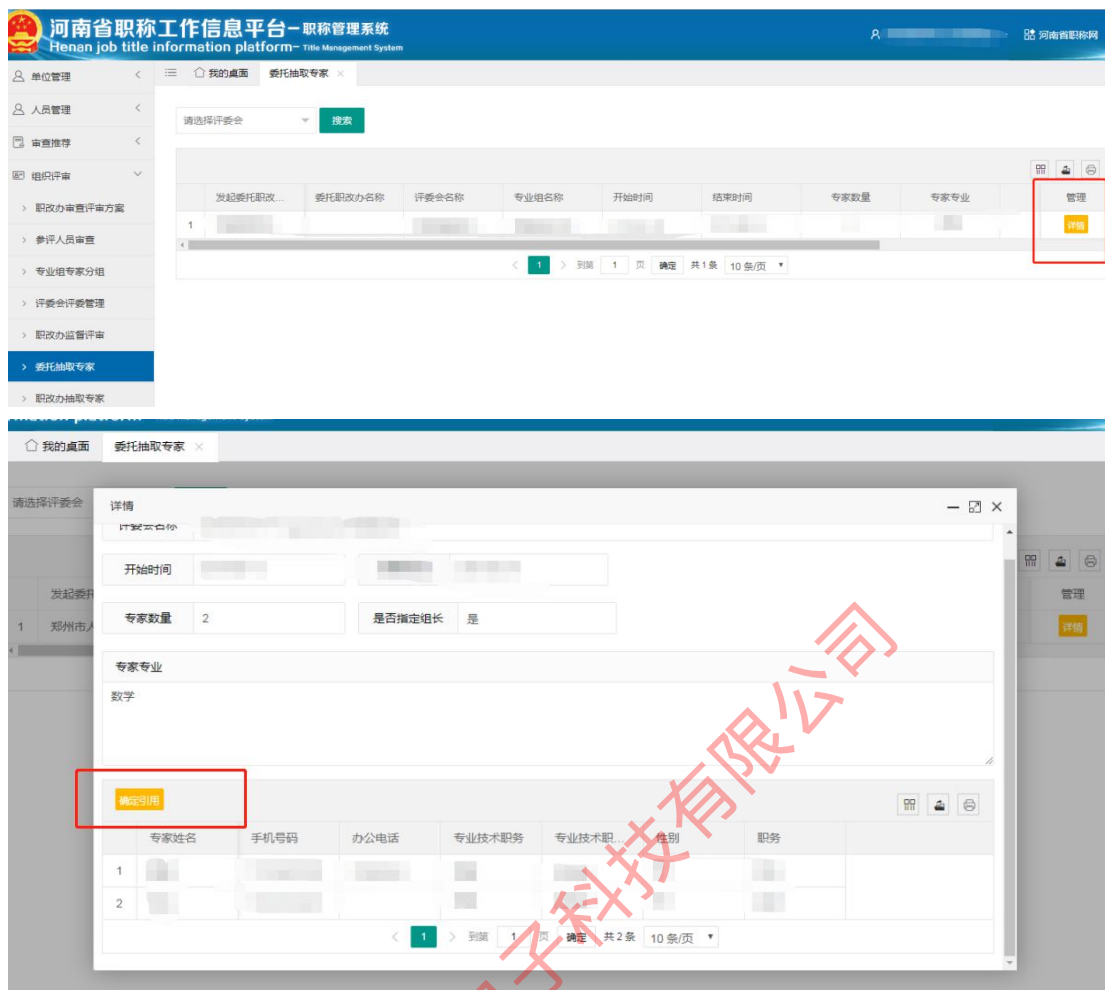 河南省职称工作信息平台-职称管理系统
河南省职称网
Henan job title information platform- Title Management System
单位管理
我的桌面 委托抽取专家
人员管理
请选择评委会 搜索
审查推荐
组织评审
发起委托职改... 委托职改办名称 评委会名称 专业组名称 开始时间 结束时间 专家数量 专家专业 管理
职改办审查评审方案
1 详情
参评人员审查
1 到第 1 页 确定 共1条 10条/页
专业组专家分组
评委会评委管理
职改办监督评审
委托抽取专家
职改办抽取专家
我的桌面 委托抽取专家
请选择评委会
详情
评委会名称
开始时间
发起委托
管理
专家数量 2 是否指定组长 是
1 郑州市人
详情
专家专业
数学
确定引用
专家姓名 手机号码 办公电话 专业技术职务 专业技术职... 性别 职务
1
2
1 到第 1 页 确定 共2条 10条/页
子科技有限公司